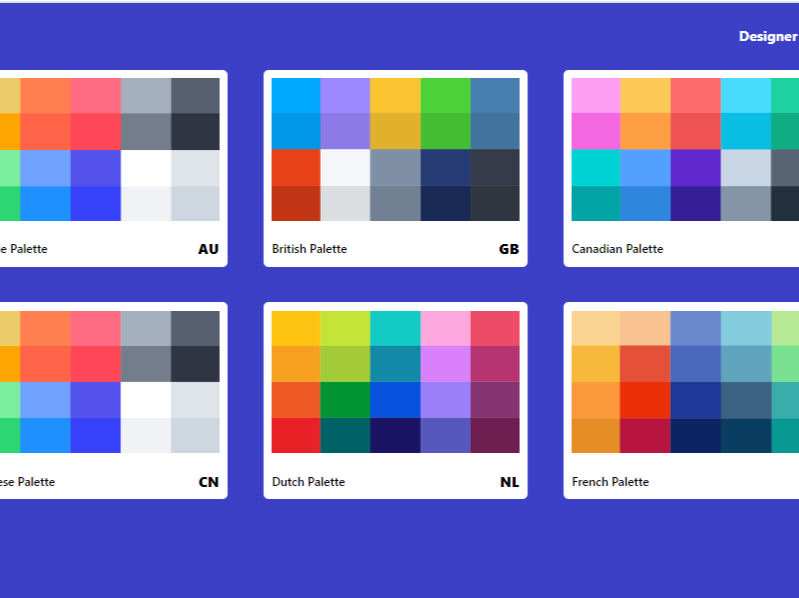 Designer
e Palette AU
British Palette GB
Canadian Palette
ese Palette CN
Dutch Palette NL
French Palette